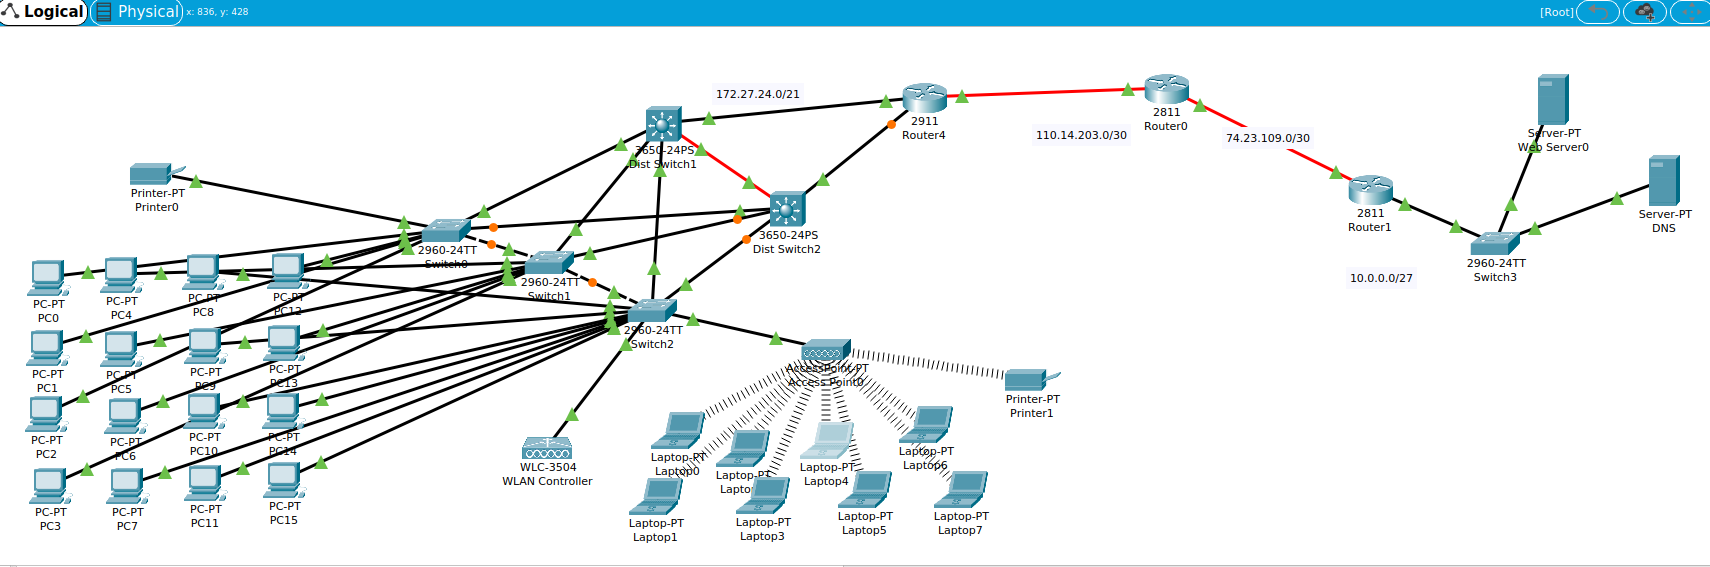 Logical
Physical
x: 836, y: 428
[Root]
172.27.24.0/21
2911
Router4
2811
Router0
110.14.203.0/30
74.23.109.0/30
Server-PT
Web Server0
3650-24PS
Dist Switch1
Printer-PT
Printer0
2811
Router1
Server-PT
DNS
3650-24PS
Dist Switch2
2960-24TT
Switch0
2960-24TT
Switch3
10.0.0.0/27
2960-24TT
Switch1
PC-PT
PC0
PC-PT
PC4
PC-PT
PC8
PC-PT
PC12
2960-24TT
Switch2
PC-PT
PC1
PC-PT
PC5
PC-PT
PC9
PC-PT
PC13
AccessPoint-PT
Access Point0
Printer-PT
Printer1
PC-PT
PC2
PC-PT
PC6
PC-PT
PC10
PC-PT
PC14
WLC-3504
WLAN Controller
Laptop-PT
Laptop0
Laptop-PT
Laptop-PT
Laptop4
Laptop-PT
Laptop6
PC-PT
PC3
PC-PT
PC7
PC-PT
PC11
PC-PT
PC15
Laptop-PT
Laptop1
Laptop-PT
Laptop3
Laptop-PT
Laptop5
Laptop-PT
Laptop7